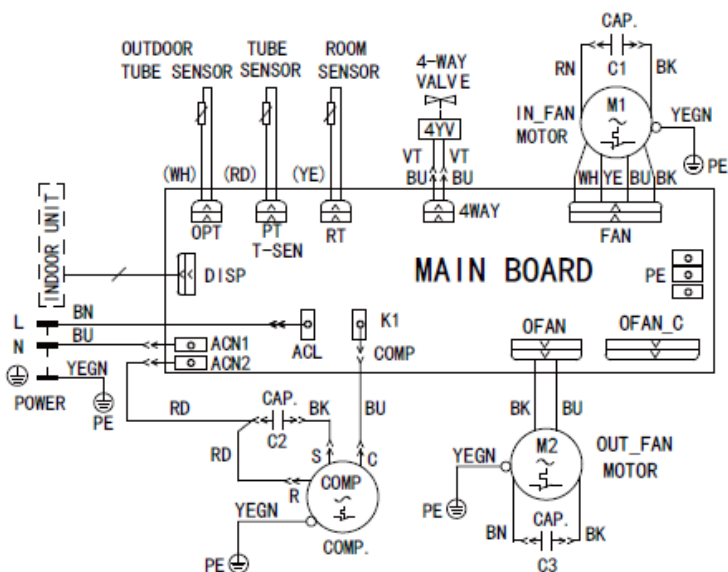 OUTDOOR
TUBE SENSOR
TUBE
SENSOR
ROOM
SENSOR
4-WAY
VALVE
4YV
VT VT
BU BU
4WAY
CAP.
C1
RN
BK
M1
IN_FAN
MOTOR
YEGN
PE
WH YE BU BK
FAN
(WH)
(RD)
(YE)
OPT
PT
T-SEN
RT
INDOOR UNIT
DISP
MAIN BOARD
PE
L
BN
N
BU
YEGN
POWER
PE
ACL
K1
COMP
ACN1
ACN2
OFAN
OFAN_C
RD
CAP.
C2
BK
BU
RD
S
C
R
COMP
YEGN
PE
COMP.
BK
BU
M2
OUT_FAN
MOTOR
YEGN
PE
BN
CAP.
BK
C3